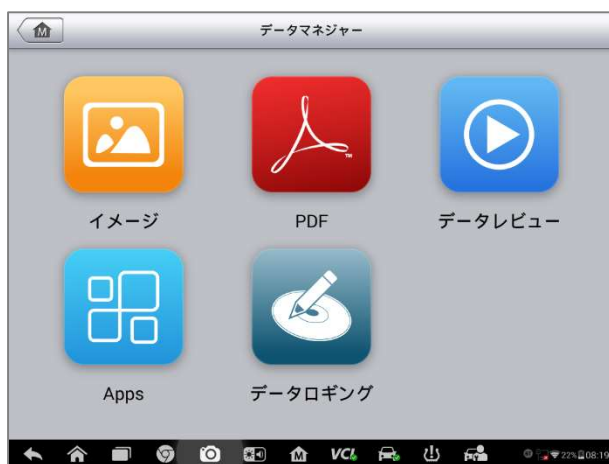 M
データマネジャー
イメージ
PDF
データレビュー
TM
Apps
データロギング
M
VCI
22%
08:19